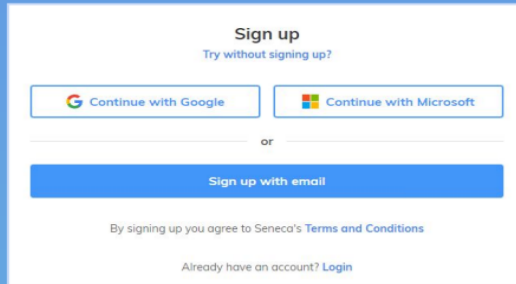 Sign up
Try without signing up?
Continue with Google
Continue with Microsoft
or
Sign up with email
By signing up you agree to Seneca's Terms and Conditions
Already have an account? Login